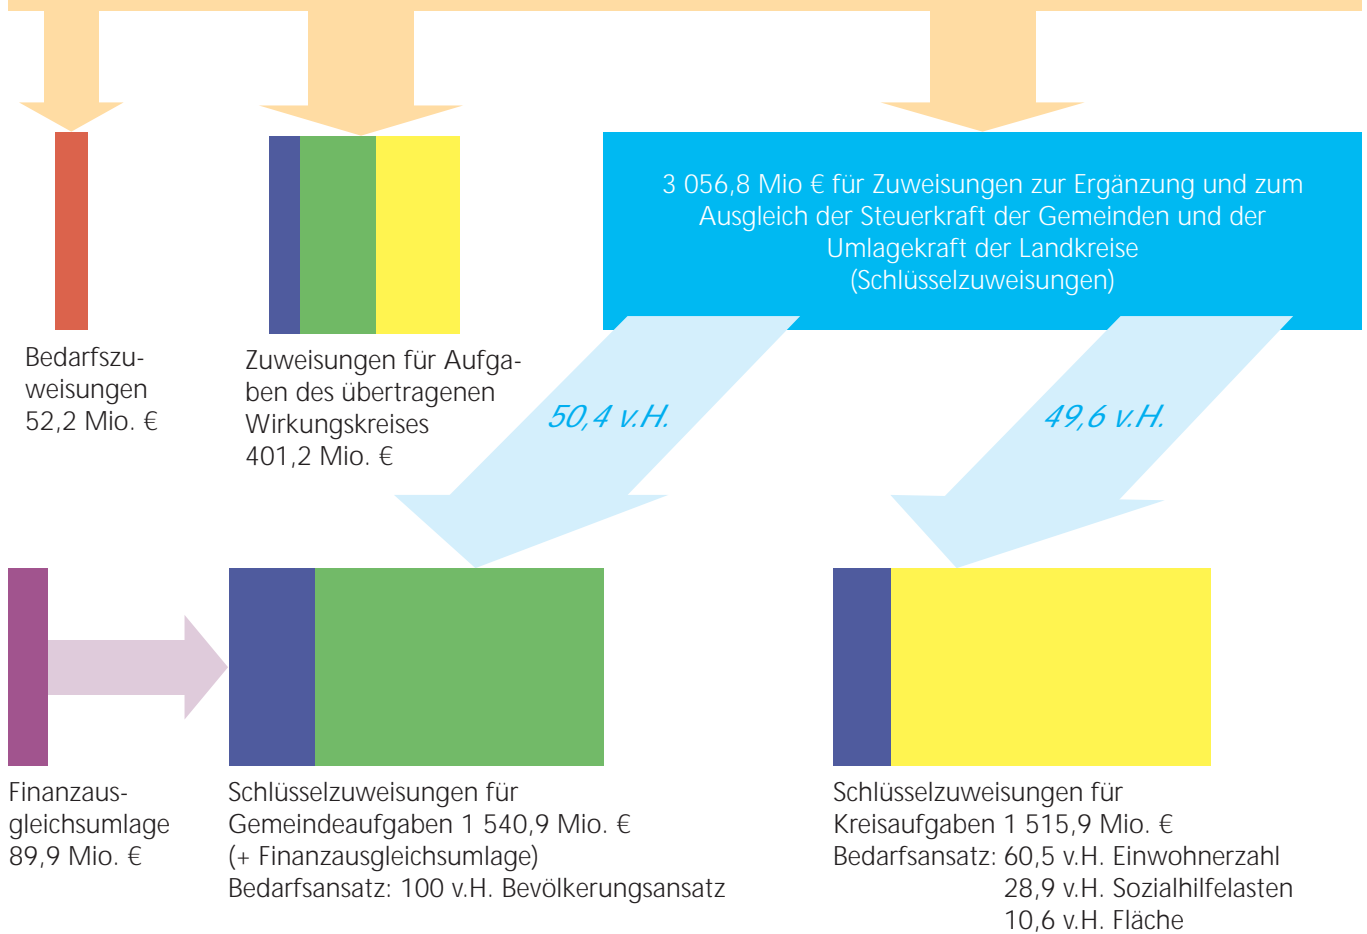 3 056,8 Mio € für Zuweisungen zur Ergänzung und zum
Ausgleich der Steuerkraft der Gemeinden und der
Umlagekraft der Landkreise
(Schlüsselzuweisungen)
Bedarfszu-
weisungen
52,2 Mio. €
Zuweisungen für Aufga-
ben des übertragenen
Wirkungskreises
401,2 Mio. €
50,4 v.H.
49,6 v.H.
Finanzaus-
gleichsumlage
89,9 Mio. €
Schlüsselzuweisungen für
Gemeindeaufgaben 1 540,9 Mio. €
(+ Finanzausgleichsumlage)
Bedarfsansatz: 100 v.H. Bevölkerungsansatz
Schlüsselzuweisungen für
Kreisaufgaben 1 515,9 Mio. €
Bedarfsansatz: 60,5 v.H. Einwohnerzahl
28,9 v.H. Sozialhilfelasten
10,6 v.H. Fläche